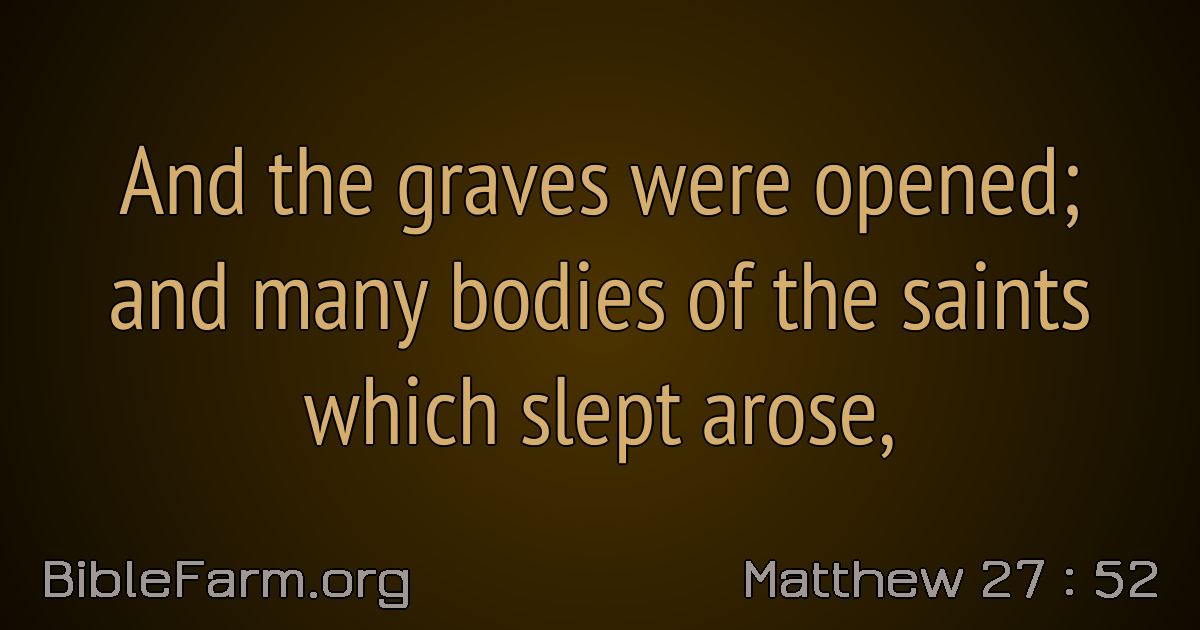 And the graves were opened;
and many bodies of the saints
which slept arose,
BibleFarm.org
Matthew 27 : 52